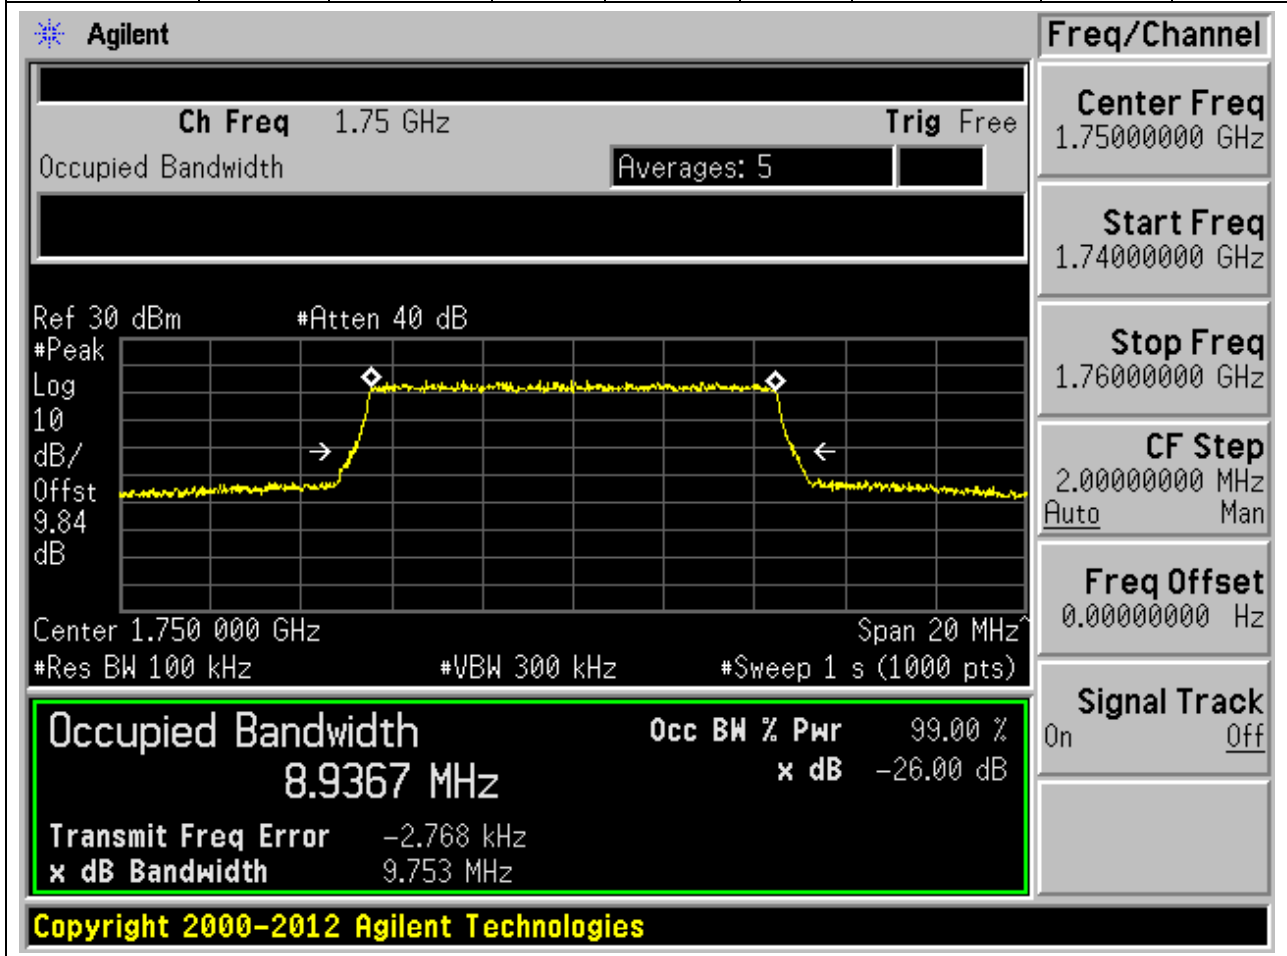 Agilent
Freq/Channel
Ch Freq 1.75 GHz Trig Free
Occupied Bandwidth Averages: 5
Center Freq
1.75000000 GHz
Start Freq
1.74000000 GHz
Stop Freq
1.76000000 GHz
CF Step
2.00000000 MHz
Auto Man
Freq Offset
0.00000000 Hz
Signal Track
On Off
Ref 30 dBm #Atten 40 dB
#Peak
Log
10
dB/
Offst
9.84
dB
Center 1.750 000 GHz Span 20 MHz^
#Res BW 100 kHz #VBW 300 kHz #Sweep 1 s (1000 pts)
Occupied Bandwidth
8.9367 MHz
Occ BW % Pwr 99.00 %
x dB -26.00 dB
Transmit Freq Error -2.768 kHz
x dB Bandwidth 9.753 MHz
Copyright 2000-2012 Agilent Technologies